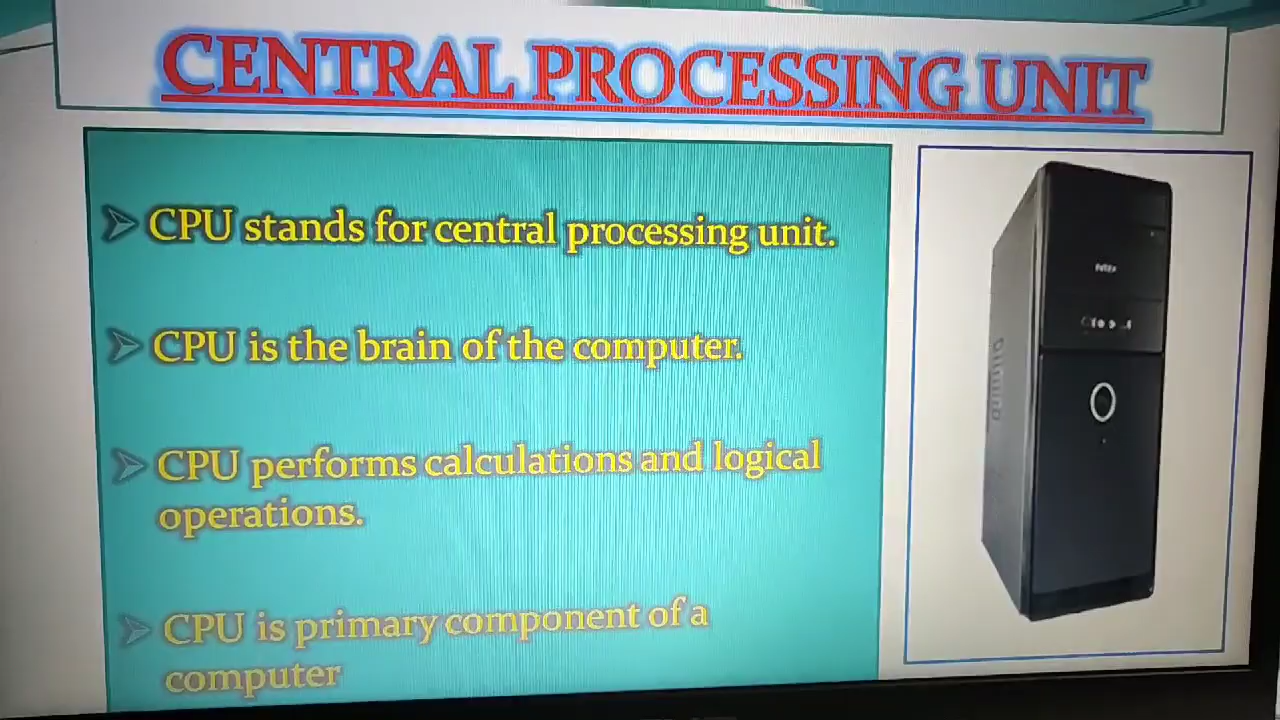 CENTRAL PROCESSING UNIT
CPU stands for central processing unit.
CPU is the brain of the computer.
CPU performs calculations and logical
operations.
CPU is primary component of a
computer